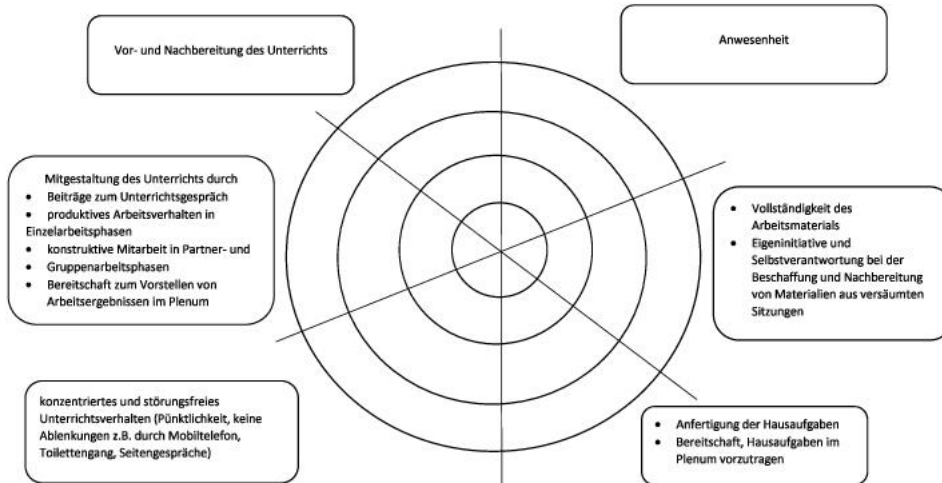 Vor- und Nachbereitung des Unterrichts
Anwesenheit
Mitgestaltung des Unterrichts durch
• Beiträge zum Unterrichtsgespräch
• produktives Arbeitsverhalten in
Einzelarbeitsphasen
• konstruktive Mitarbeit in Partner- und
• Gruppenarbeitsphasen
• Bereitschaft zum Vorstellen von
Arbeitsergebnissen im Plenum
• Vollständigkeit des
Arbeitsmaterials
• Eigeninitiative und
Selbstverantwortung bei der
Beschaffung und Nachbereitung
von Materialien aus versäumten
Sitzungen
konzentriertes und störungsfreies
Unterrichtsverhalten (Pünktlichkeit, keine
Ablenkungen z.B. durch Mobiltelefon,
Toilettengang, Seitengespräche)
• Anfertigung der Hausaufgaben
• Bereitschaft, Hausaufgaben im
Plenum vorzutragen